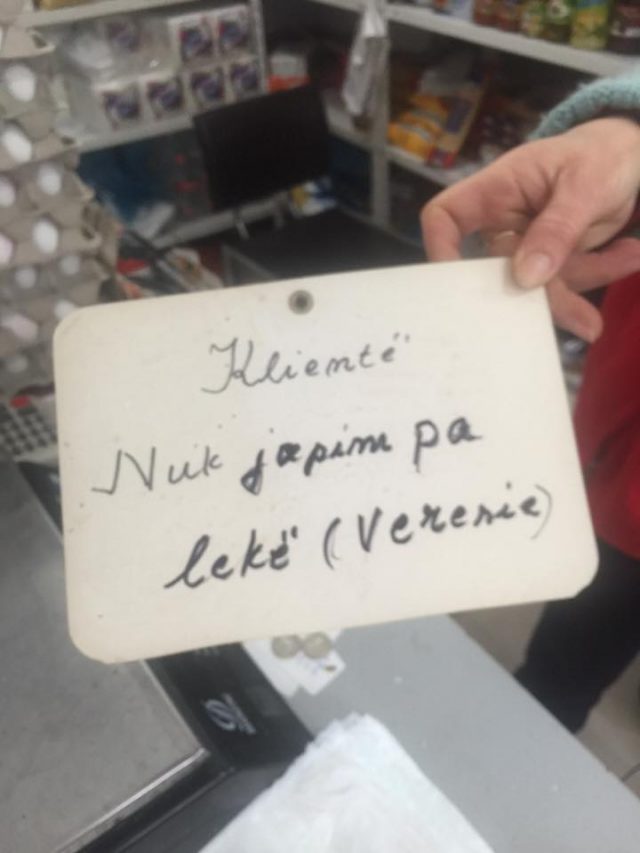 Klientë
Nuk japim pa
lekë (Veresie)